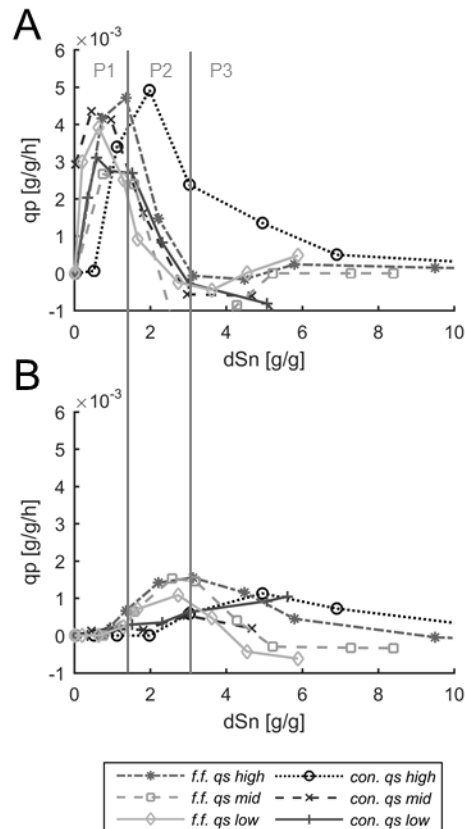 A
×10⁻³
P1 P2 P3
6
5
4
3
2
1
0
-1
qp [g/g/h]
0 2 4 6 8 10
dSn [g/g]
B
×10⁻³
6
5
4
3
2
1
0
-1
qp [g/g/h]
0 2 4 6 8 10
dSn [g/g]
f.f. qs high con. qs high
f.f. qs mid con. qs mid
f.f. qs low con. qs low